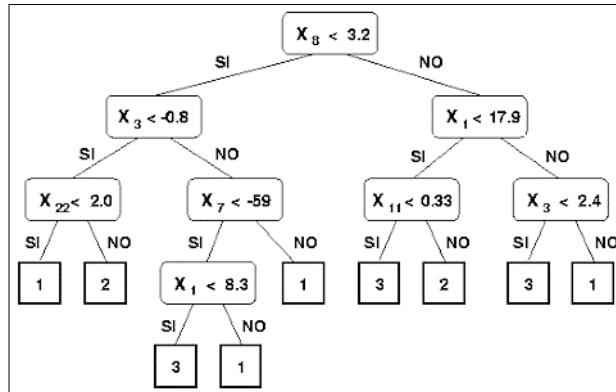 X8 < 3.2
SI NO
X3 < -0.8 X1 < 17.9
SI NO SI NO
X22 < 2.0 X7 < -59 X11 < 0.33 X3 < 2.4
SI NO SI NO SI NO SI NO
1 2 X1 < 8.3 1 3 2 3 1
SI NO
3 1